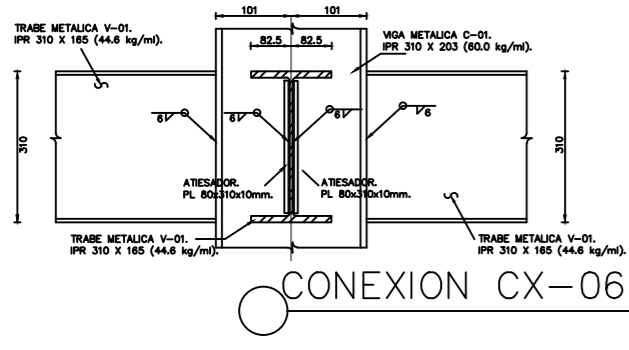 101
101
82.5
82.5
TRABE METALICA V-01.
IPR 310 X 165 (44.6 kg/ml).
VIGA METALICA C-01.
IPR 310 X 203 (60.0 kg/ml).
310
310
6
6
6
6
ATIESADOR.
PL 80x310x10mm.
ATIESADOR.
PL 80x310x10mm.
TRABE METALICA V-01.
IPR 310 X 165 (44.6 kg/ml).
TRABE METALICA V-01.
IPR 310 X 165 (44.6 kg/ml).
CONEXION CX-06